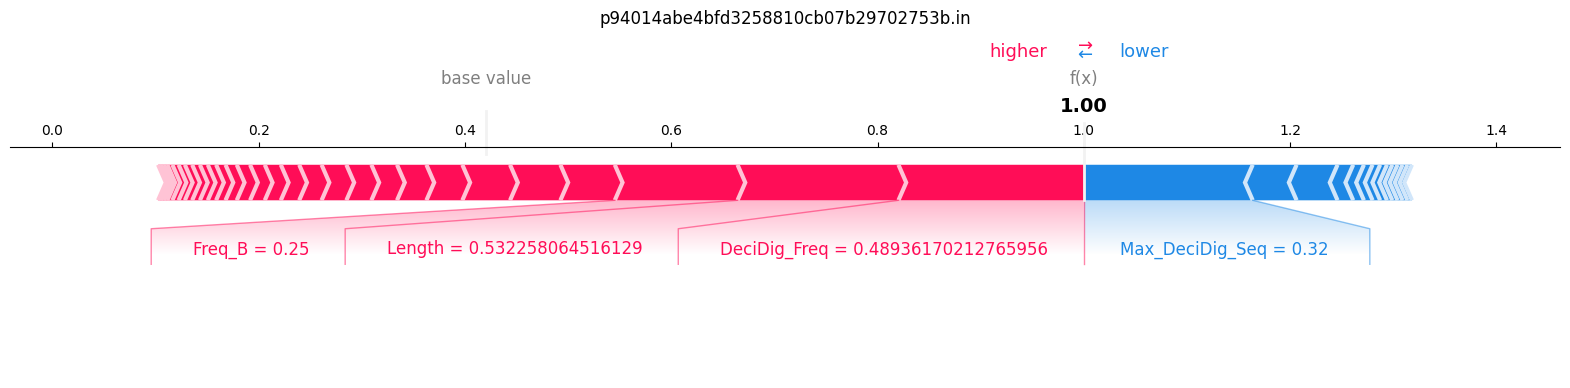 p94014abe4bfd3258810cb07b29702753b.in
higher ⇄ lower
base value f(x)
1.00
0.0 0.2 0.4 0.6 0.8 1.0 1.2 1.4
Freq_B = 0.25 Length = 0.532258064516129 DeciDig_Freq = 0.48936170212765956 Max_DeciDig_Seq = 0.32